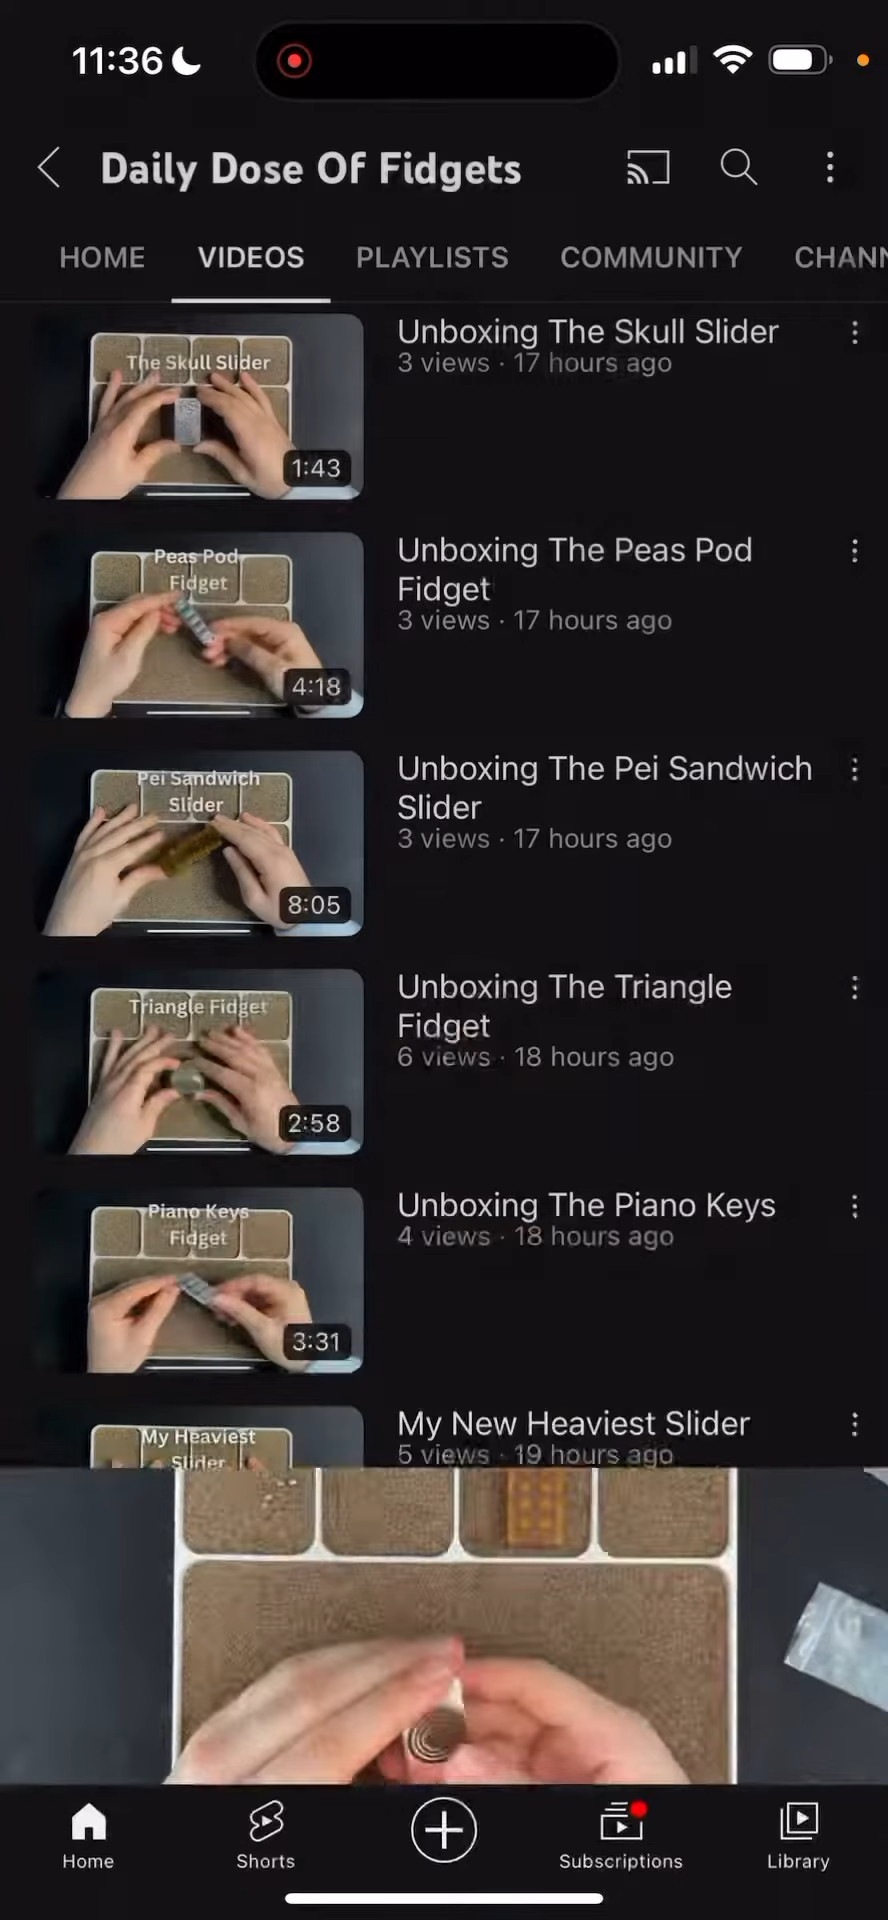 11:36
Daily Dose Of Fidgets
HOME VIDEOS PLAYLISTS COMMUNITY CHANN
The Skull Slider
1:43
Unboxing The Skull Slider
3 views · 17 hours ago
Peas Pod
Fidget
4:18
Unboxing The Peas Pod
Fidget
3 views · 17 hours ago
Pei Sandwich
Slider
8:05
Unboxing The Pei Sandwich
Slider
3 views · 17 hours ago
Triangle Fidget
2:58
Unboxing The Triangle
Fidget
6 views · 18 hours ago
Piano Keys
Fidget
3:31
Unboxing The Piano Keys
4 views · 18 hours ago
My Heaviest
Slider
My New Heaviest Slider
5 views · 19 hours ago
Home Shorts Subscriptions Library